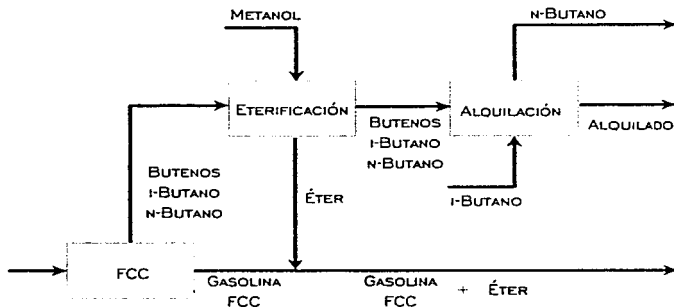 METANOL
N-BUTANO
ETERIFICACIÓN
ALQUILACIÓN
BUTENOS
I-BUTANO
N-BUTANO
ALQUILADO
BUTENOS
I-BUTANO
N-BUTANO
ÉTER
I-BUTANO
FCC
GASOLINA
FCC
GASOLINA
FCC
+ ÉTER